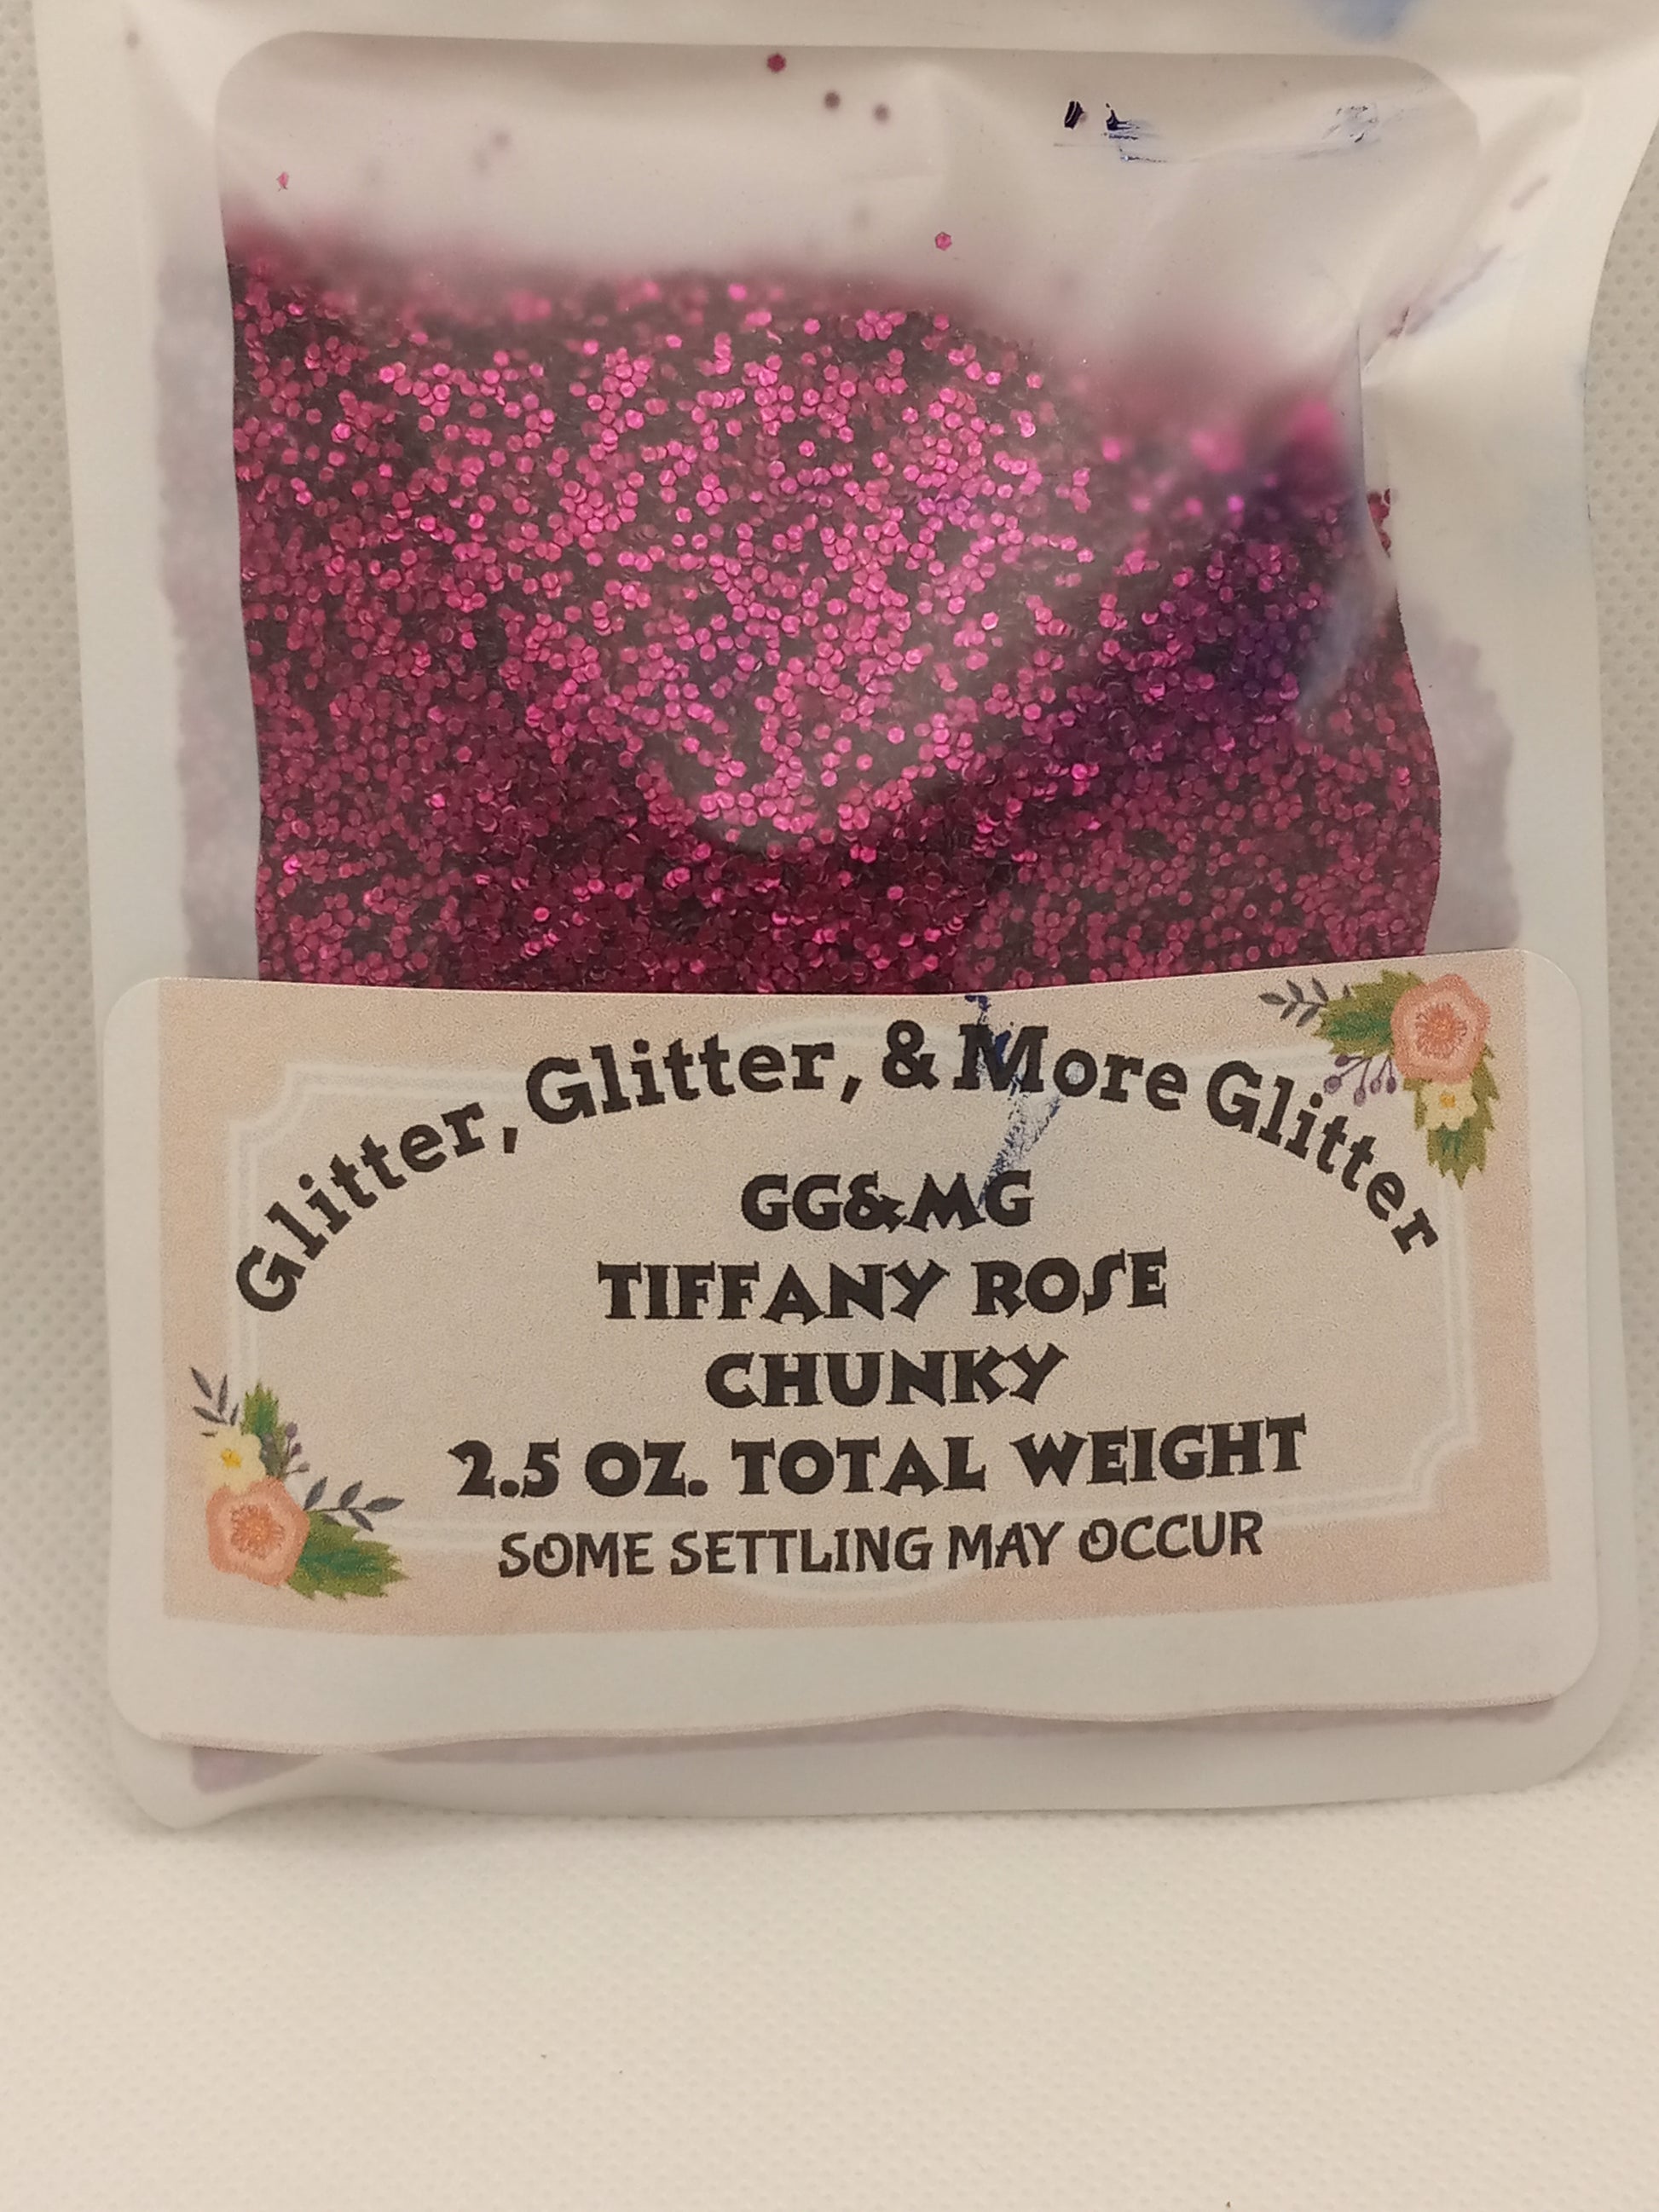 Glitter, Glitter, & More Glitter
GG&MG
TIFFANY ROSE
CHUNKY
2.5 OZ. TOTAL WEIGHT
SOME SETTLING MAY OCCUR